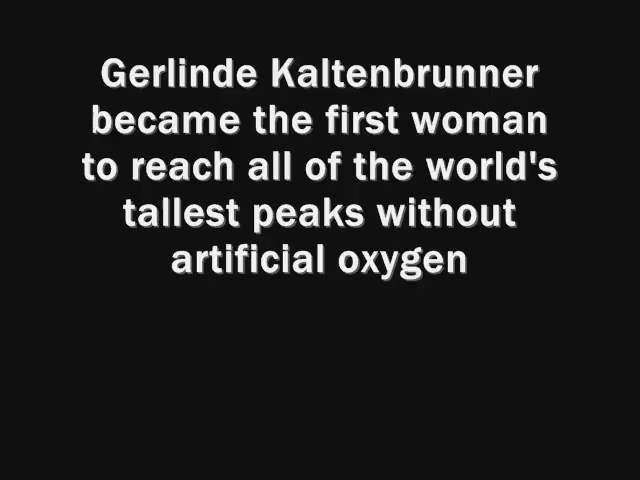 Gerlinde Kaltenbrunner
became the first woman
to reach all of the world's
tallest peaks without
artificial oxygen